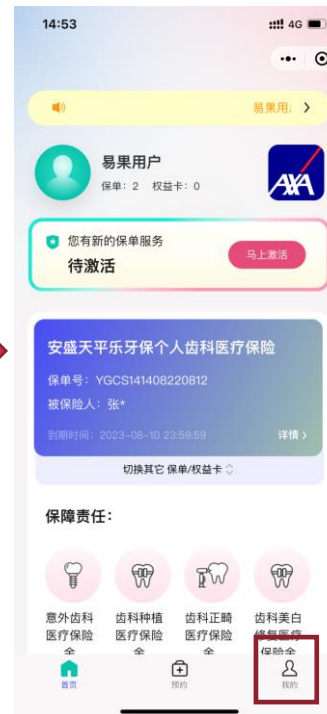 14:53
4G
易果用
易果用户
保单：2 权益卡：0
AXA
您有新的保单服务
待激活
马上激活
安盛天平乐牙保个人齿科医疗保险
保单号：YGCS141408220812
被保险人：张*
到期时间：2023-08-10 23:59:59
详情 >
切换其它 保单/权益卡
保障责任：
意外齿科医疗保险金
齿科种植医疗保险金
齿科正畸医疗保险金
齿科美白修复医疗保险金
首页
预约
我的